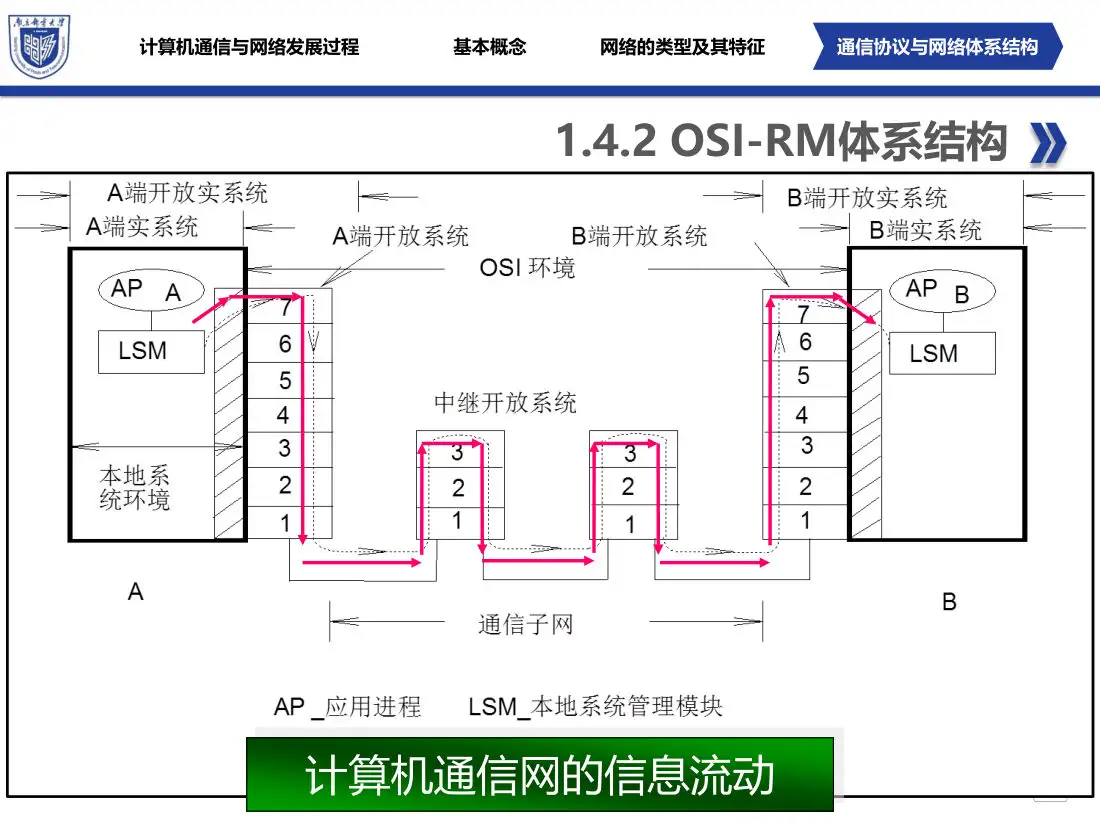 南京邮电大学
计算机通信与网络发展过程
基本概念
网络的类型及其特征
通信协议与网络体系结构
1.4.2 OSI-RM体系结构
A端开放实系统
B端开放实系统
A端实系统
B端实系统
A端开放系统
B端开放系统
OSI 环境
AP A
AP B
LSM
LSM
7
6
5
4
3
2
1
7
6
5
4
3
2
1
中继开放系统
3
2
1
3
2
1
本地系
统环境
A
B
通信子网
AP _应用进程
LSM_本地系统管理模块
计算机通信网的信息流动